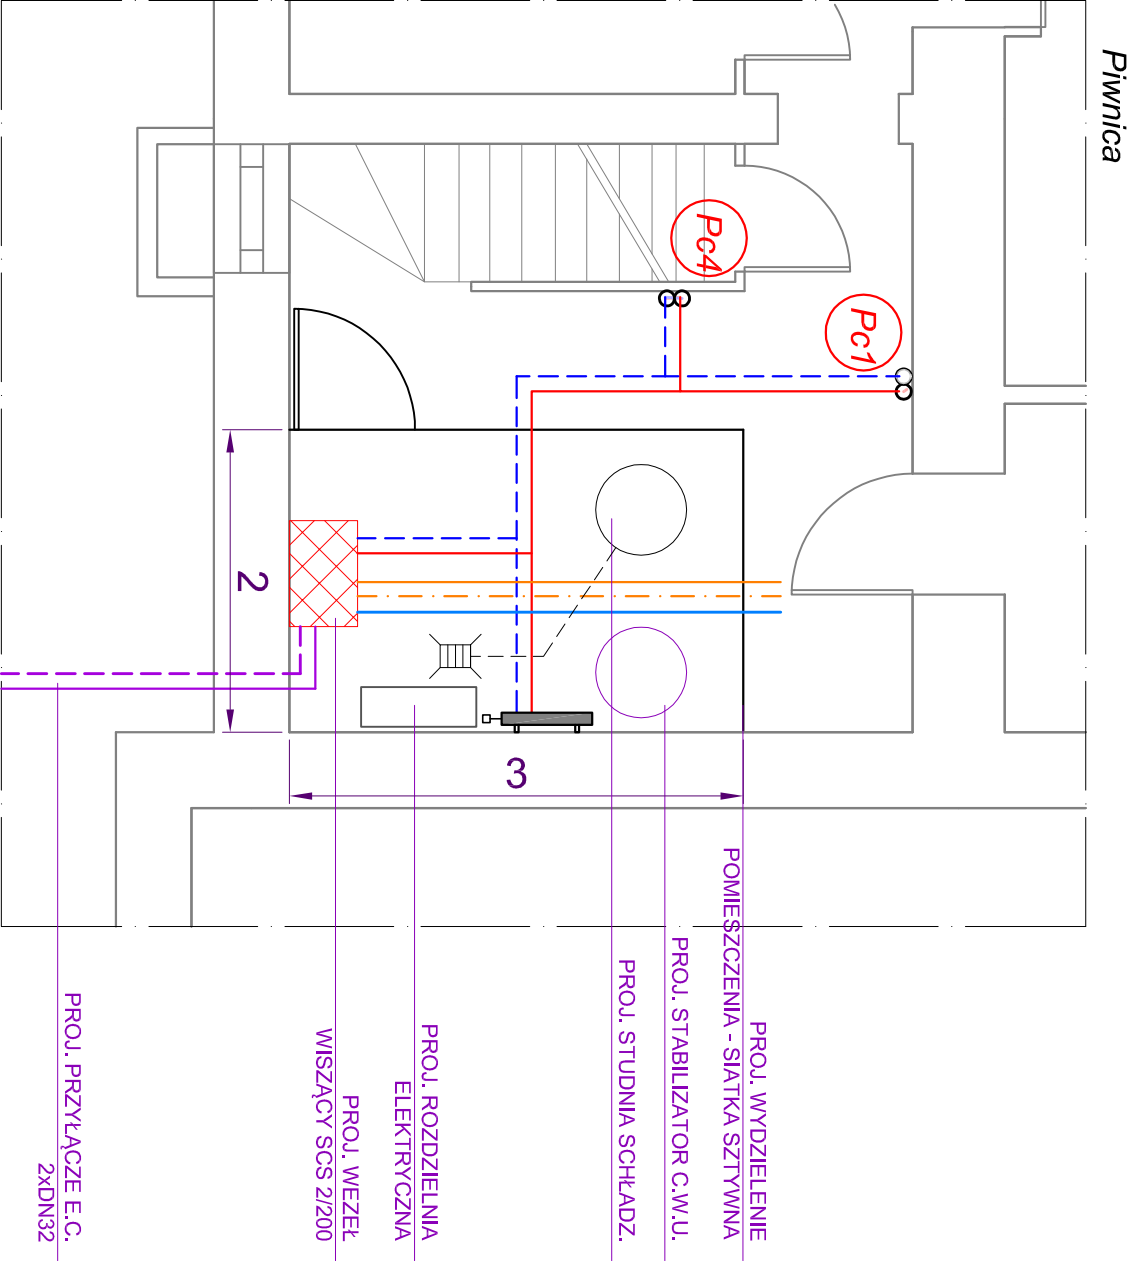 Piwnica
Pc4
Pc1
2
3
PROJ. WYDZIELENIE
POMIESZCZENIA - SIATKA SZTYWNA
PROJ. STABILIZATOR C.W.U.
PROJ. STUDNIA SCHŁADZ.
PROJ. ROZDZIELNIA
ELEKTRYCZNA
PROJ. WEZEŁ
WISZĄCY SCS 2/200
PROJ. PRZYŁĄCZE E.C.
2xDN32